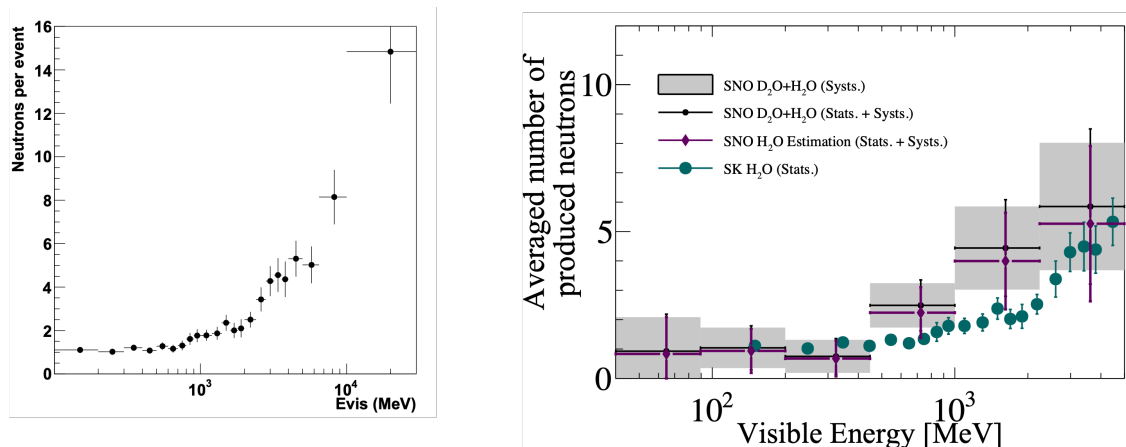 Neutrons per event
16
14
12
10
8
6
4
2
0
10³
10⁴
Evis (MeV)
Averaged number of
produced neutrons
10
5
0
SNO D₂O+H₂O (Systs.)
SNO D₂O+H₂O (Stats. + Systs.)
SNO H₂O Estimation (Stats. + Systs.)
SK H₂O (Stats.)
10²
10³
Visible Energy [MeV]